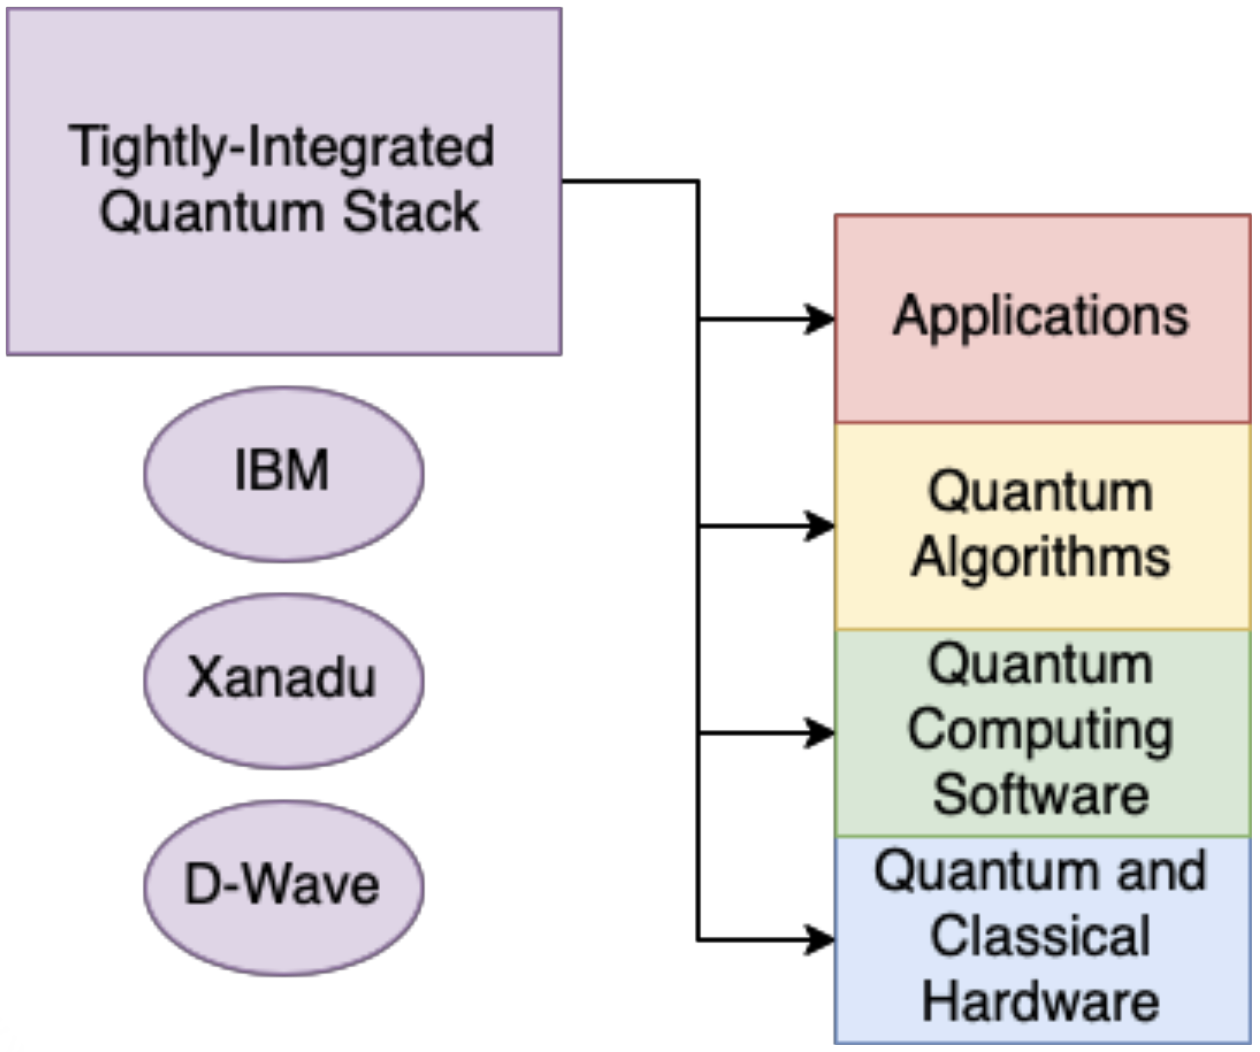 Tightly-Integrated
Quantum Stack
IBM
Xanadu
D-Wave
Applications
Quantum
Algorithms
Quantum
Computing
Software
Quantum and
Classical
Hardware